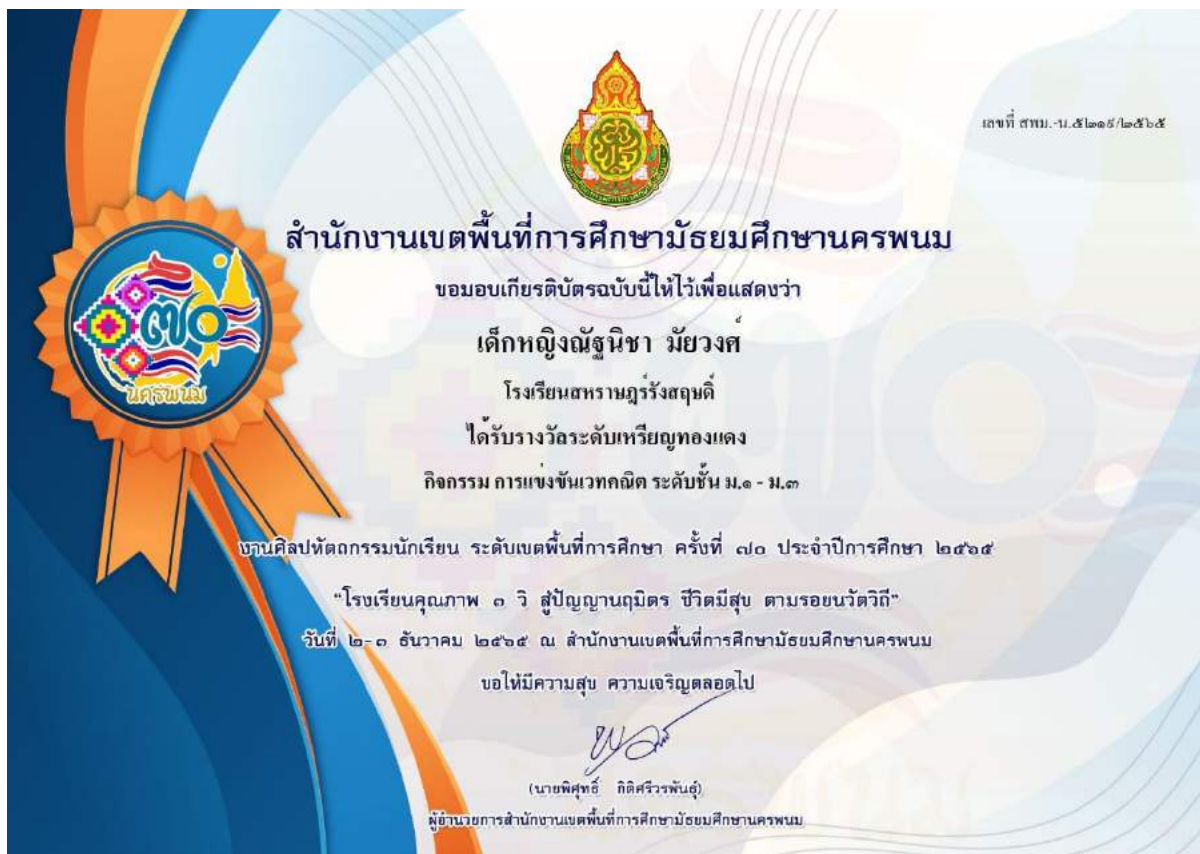 เลขที่ สพม.-น.๕๒๑๙/๒๕๖๕
สำนักงานเขตพื้นที่การศึกษามัธยมศึกษานครพนม
ขอมอบเกียรติบัตรฉบับนี้ให้ไว้เพื่อแสดงว่า
เด็กหญิงณัฐนิชา มัยวงศ์
โรงเรียนสหราษฎร์รังสฤษดิ์
ได้รับรางวัลระดับเหรียญทองแดง
กิจกรรม การแข่งขันเวทคณิต ระดับชั้น ม.๑ - ม.๓
๗๐
นครพนม
งานศิลปหัตถกรรมนักเรียน ระดับเขตพื้นที่การศึกษา ครั้งที่ ๗๐ ประจำปีการศึกษา ๒๕๖๕
“โรงเรียนคุณภาพ ๓ วิ สู่ปัญญานฤมิตร ชีวิตมีสุข ตามรอยนวัตวิถี”
วันที่ ๒-๓ ธันวาคม ๒๕๖๕ ณ สำนักงานเขตพื้นที่การศึกษามัธยมศึกษานครพนม
ขอให้มีความสุข ความเจริญตลอดไป
(นายพิศุทธิ์ กิติศรีวรพันธุ์)
ผู้อำนวยการสำนักงานเขตพื้นที่การศึกษามัธยมศึกษานครพนม